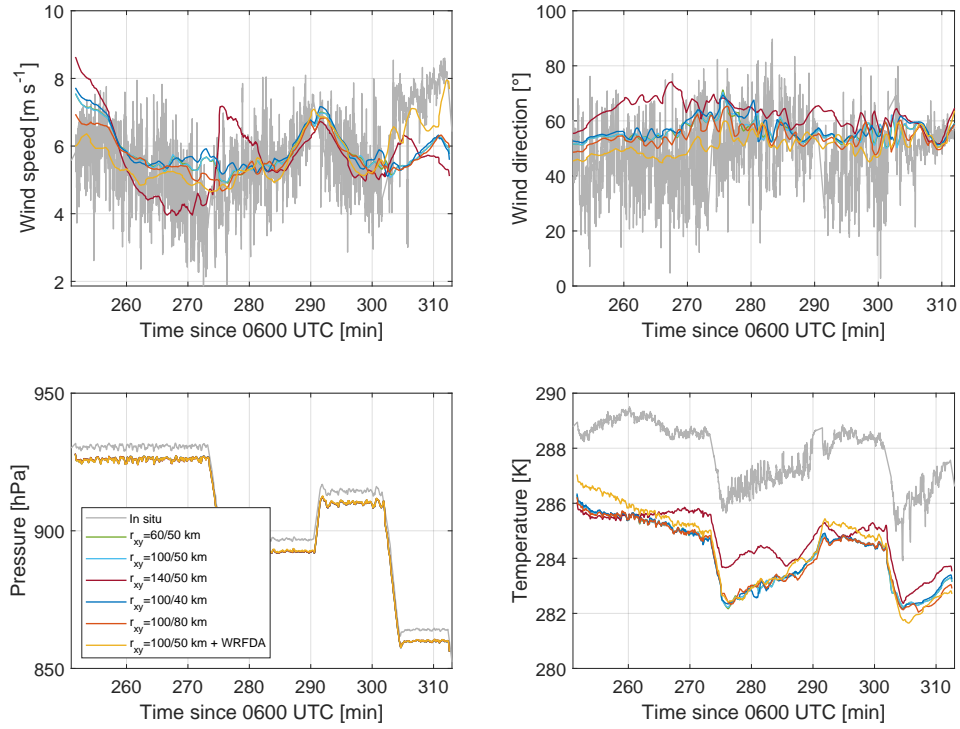 10
8
6
4
2
Wind speed [m s-1]
260 270 280 290 300 310
Time since 0600 UTC [min]
100
80
60
40
20
0
Wind direction [°]
260 270 280 290 300 310
Time since 0600 UTC [min]
950
900
850
Pressure [hPa]
In situ
rxy=60/50 km
rxy=100/50 km
rxy=140/50 km
rxy=100/40 km
rxy=100/80 km
rxy=100/50 km + WRFDA
260 270 280 290 300 310
Time since 0600 UTC [min]
290
288
286
284
282
280
Temperature [K]
260 270 280 290 300 310
Time since 0600 UTC [min]